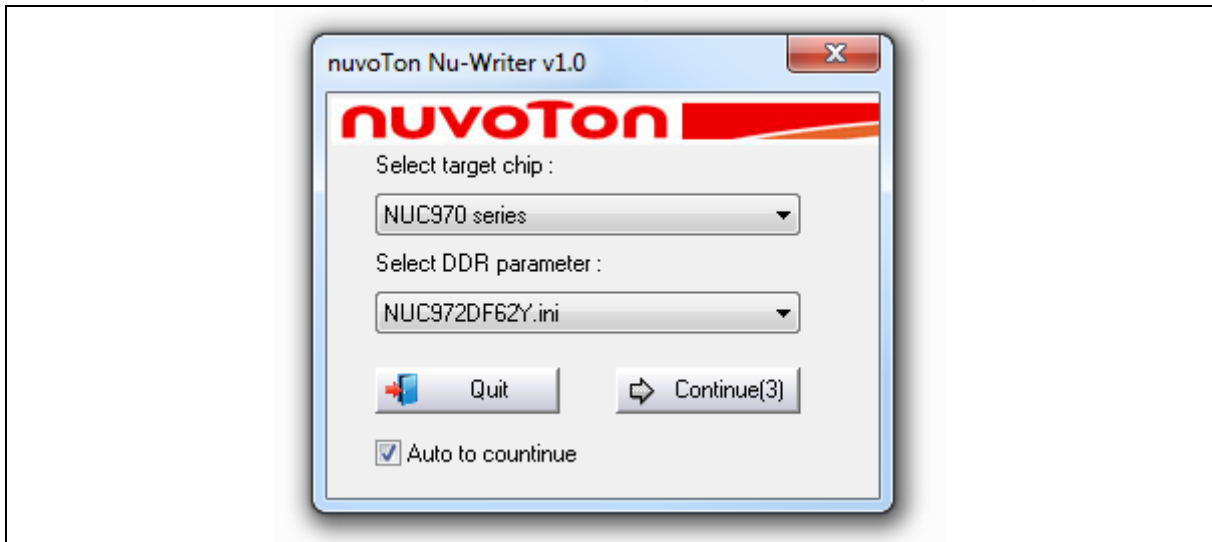 nuvoTon Nu-Writer v1.0
nuvoTon
Select target chip :
NUC970 series
Select DDR parameter :
NUC972DF62Y.ini
Quit
Continue(3)
Auto to countinue